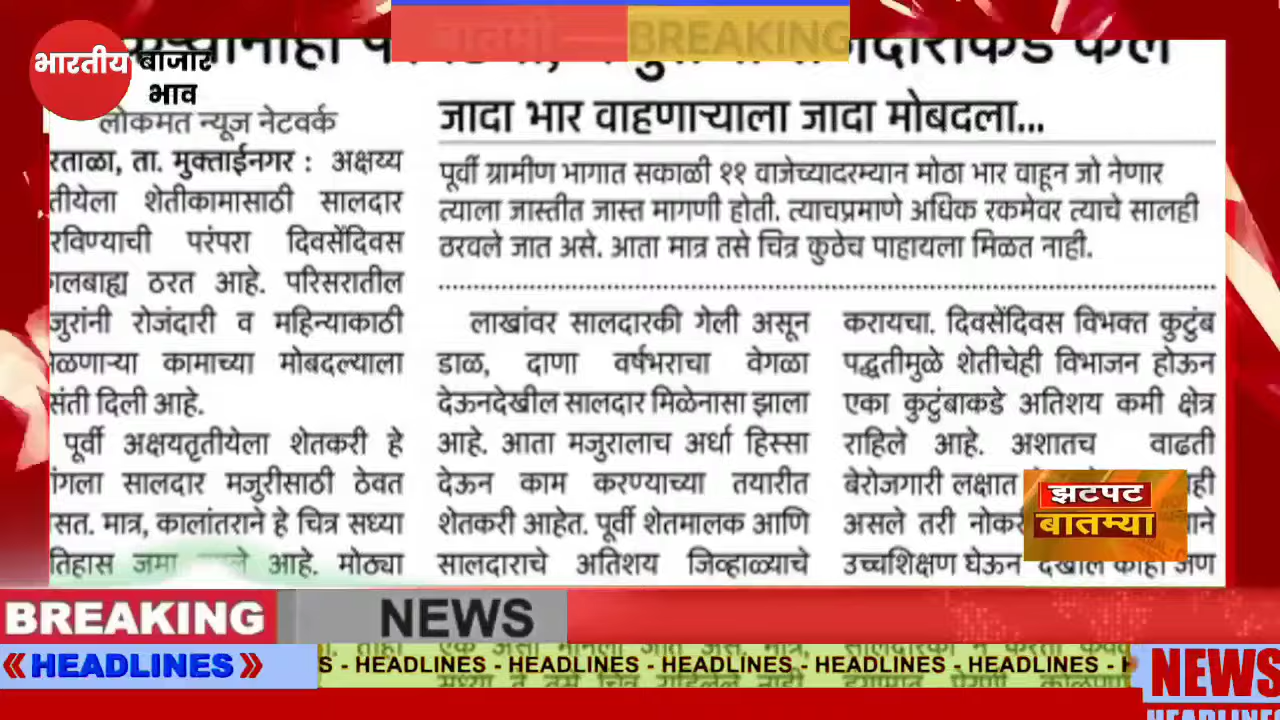 BREAKING
भारतीय
बाजार
भाव
लोकमत न्यूज नेटवर्क
रताळा, ता. मुक्ताईनगर : अक्षय्य
तीयेला शेतीकामासाठी सालदार
रविण्याची परंपरा दिवसेंदिवस
ालबाह्य ठरत आहे. परिसरातील
जुरांनी रोजंदारी व महिन्याकाठी
ळणाऱ्या कामाच्या मोबदल्याला
संती दिली आहे.
पूर्वी अक्षयतृतीयेला शेतकरी हे
ांगला सालदार मजुरीसाठी ठेवत
सत. मात्र, कालांतराने हे चित्र सध्या
तिहास जमा आहे. मोठ्या
जादा भार वाहणाऱ्याला जादा मोबदला...
पूर्वी ग्रामीण भागात सकाळी ११ वाजेच्यादरम्यान मोठा भार वाहून जो नेणार
त्याला जास्तीत जास्त मागणी होती. त्याचप्रमाणे अधिक रकमेवर त्याचे सालही
ठरवले जात असे. आता मात्र तसे चित्र कुठेच पाहायला मिळत नाही.
लाखांवर सालदारकी गेली असून
डाळ, दाणा वर्षभराचा वेगळा
देऊनदेखील सालदार मिळेनासा झाला
आहे. आता मजुरालाच अर्धा हिस्सा
देऊन काम करण्याच्या तयारीत
शेतकरी आहेत. पूर्वी शेतमालक आणि
सालदाराचे अतिशय जिव्हाळ्याचे
करायचा. दिवसेंदिवस विभक्त कुटुंब
पद्धतीमुळे शेतीचेही विभाजन होऊन
एका कुटुंबाकडे अतिशय कमी क्षेत्र
राहिले आहे. अशातच वाढती
बेरोजगारी लक्षात
असले तरी
उच्चशिक्षण घेऊन देखील काही जण
झटपट
बातम्या
BREAKING NEWS
HEADLINES
S - HEADLINES - HEADLINES - HEADLINES - HEADLINES - HEADLINES - H
NEWS
HEADLINES